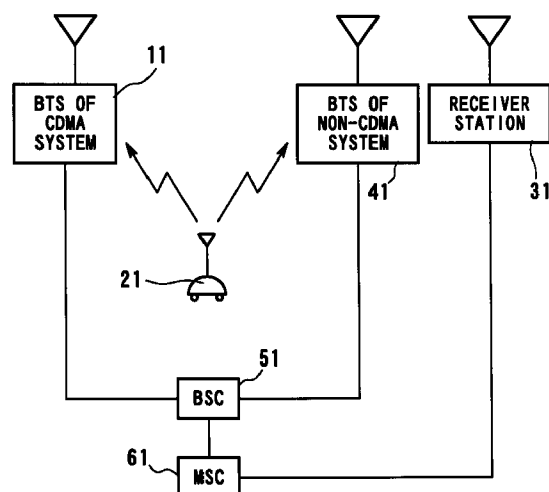 11
BTS OF
CDMA
SYSTEM
BTS OF
NON-CDMA
SYSTEM
41
RECEIVER
STATION
31
21
51
BSC
61
MSC